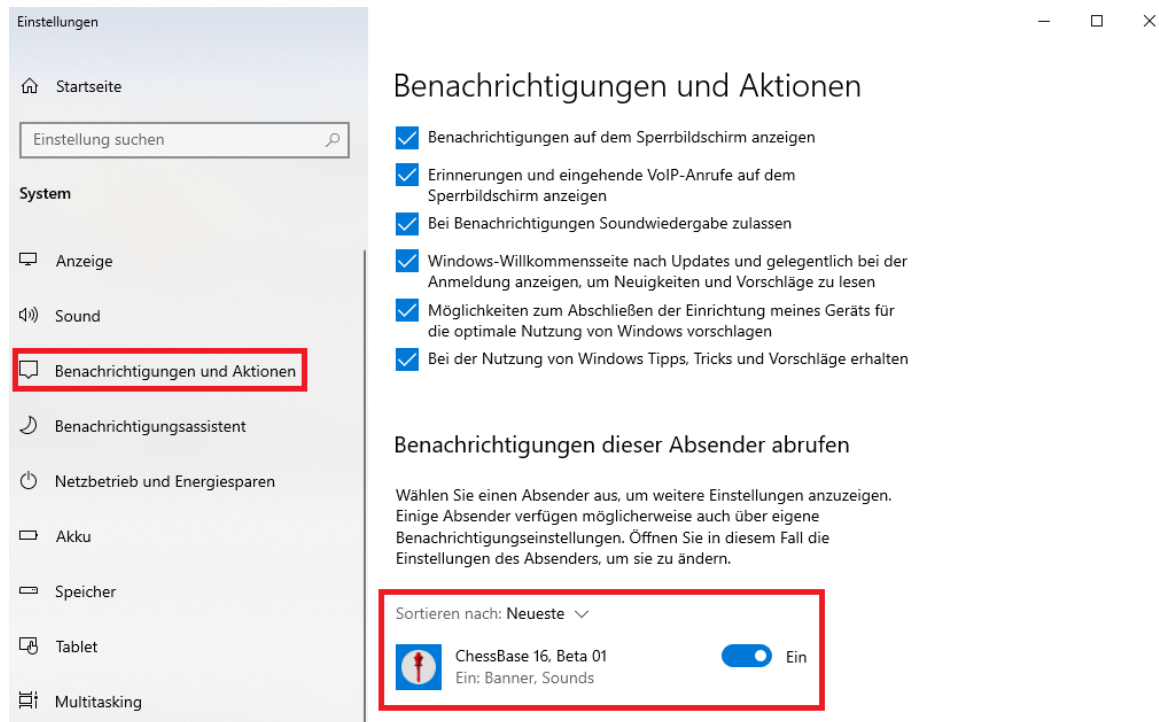 Einstellungen
Startseite
Einstellung suchen
System
Anzeige
Sound
Benachrichtigungen und Aktionen
Benachrichtigungsassistent
Netzbetrieb und Energiesparen
Akku
Speicher
Tablet
Multitasking
Benachrichtigungen und Aktionen
Benachrichtigungen auf dem Sperrbildschirm anzeigen
Erinnerungen und eingehende VoIP-Anrufe auf dem
Sperrbildschirm anzeigen
Bei Benachrichtigungen Soundwiedergabe zulassen
Windows-Willkommensseite nach Updates und gelegentlich bei der
Anmeldung anzeigen, um Neuigkeiten und Vorschläge zu lesen
Möglichkeiten zum Abschließen der Einrichtung meines Geräts für
die optimale Nutzung von Windows vorschlagen
Bei der Nutzung von Windows Tipps, Tricks und Vorschläge erhalten
Benachrichtigungen dieser Absender abrufen
Wählen Sie einen Absender aus, um weitere Einstellungen anzuzeigen.
Einige Absender verfügen möglicherweise auch über eigene
Benachrichtigungseinstellungen. Öffnen Sie in diesem Fall die
Einstellungen des Absenders, um sie zu ändern.
Sortieren nach: Neueste
ChessBase 16, Beta 01
Ein
Ein: Banner, Sounds